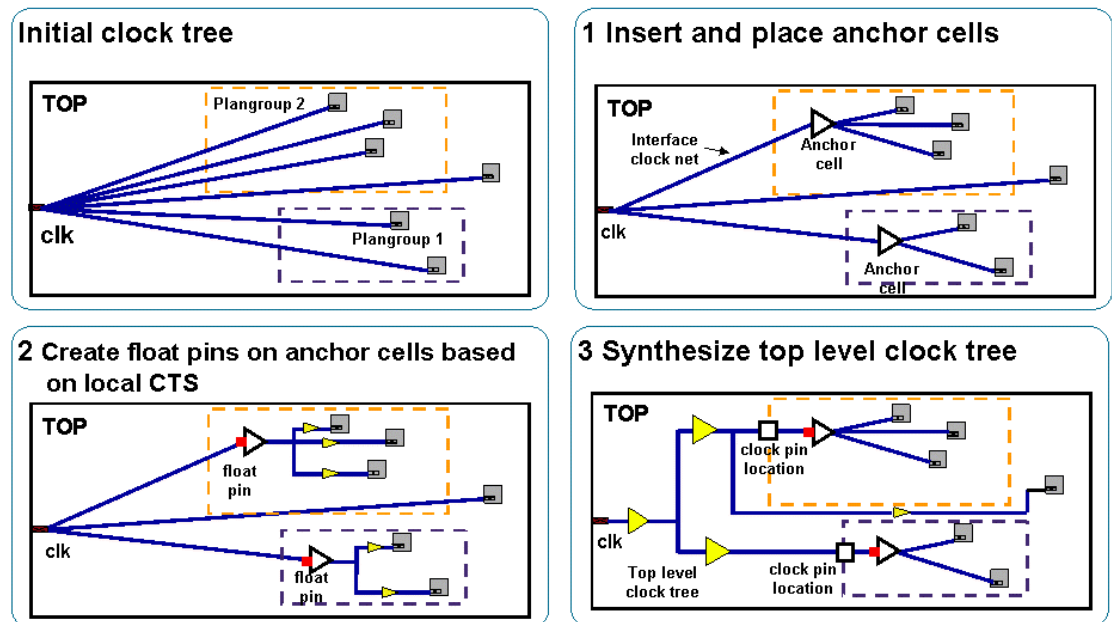 Initial clock tree
TOP
Plangroup 2
clk
Plangroup 1
1 Insert and place anchor cells
TOP
Interface
clock net
Anchor
cell
clk
Anchor
cell
2 Create float pins on anchor cells based
on local CTS
TOP
float
pin
clk
float
pin
3 Synthesize top level clock tree
TOP
clock pin
location
clk
Top level
clock tree
clock pin
location